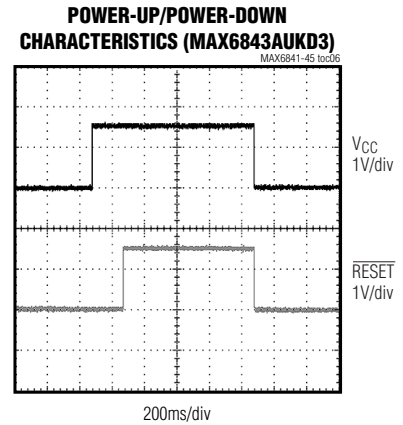 POWER-UP/POWER-DOWN
CHARACTERISTICS (MAX6843AUKD3)
MAX6841-45 toc06
VCC
1V/div
RESET
1V/div
200ms/div